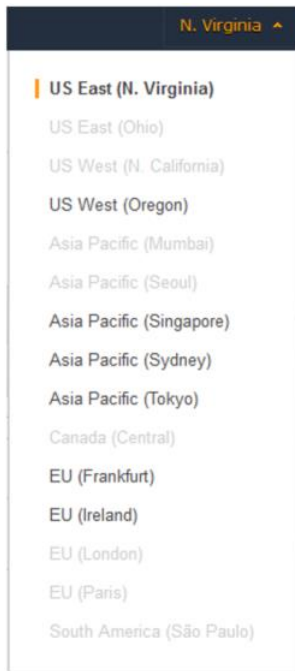 N. Virginia
US East (N. Virginia)
US East (Ohio)
US West (N. California)
US West (Oregon)
Asia Pacific (Mumbai)
Asia Pacific (Seoul)
Asia Pacific (Singapore)
Asia Pacific (Sydney)
Asia Pacific (Tokyo)
Canada (Central)
EU (Frankfurt)
EU (Ireland)
EU (London)
EU (Paris)
South America (São Paulo)